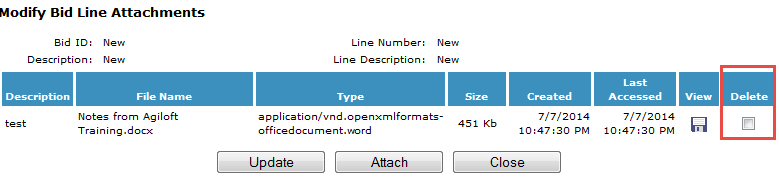 Modify Bid Line Attachments
Bid ID: New Line Number: New
Description: New Line Description: New
Description File Name Type Size Created Last Accessed View Delete
test Notes from Agiloft Training.docx application/vnd.openxmlformats-officedocument.word 451 Kb 7/7/2014 10:47:30 PM 7/7/2014 10:47:30 PM
Update Attach Close